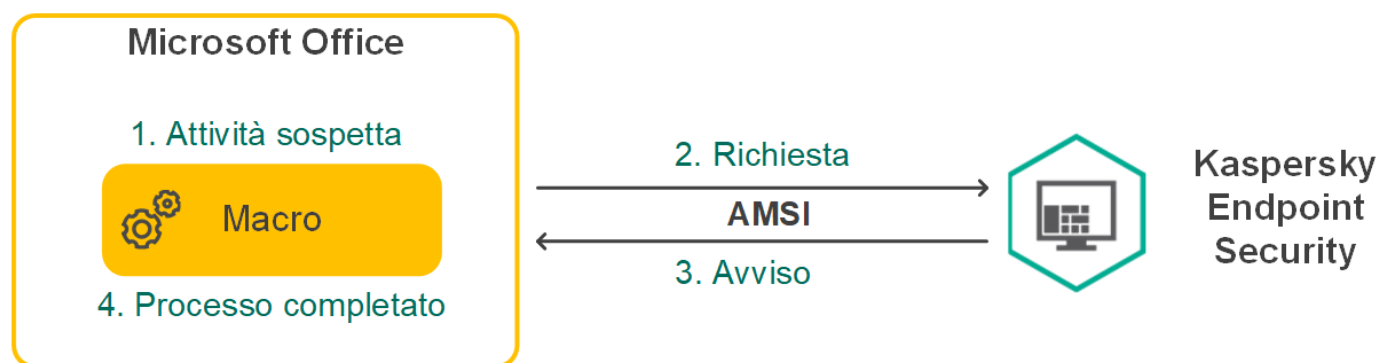 Microsoft Office
1. Attività sospetta
Macro
4. Processo completato
2. Richiesta
AMSI
3. Avviso
Kaspersky
Endpoint
Security